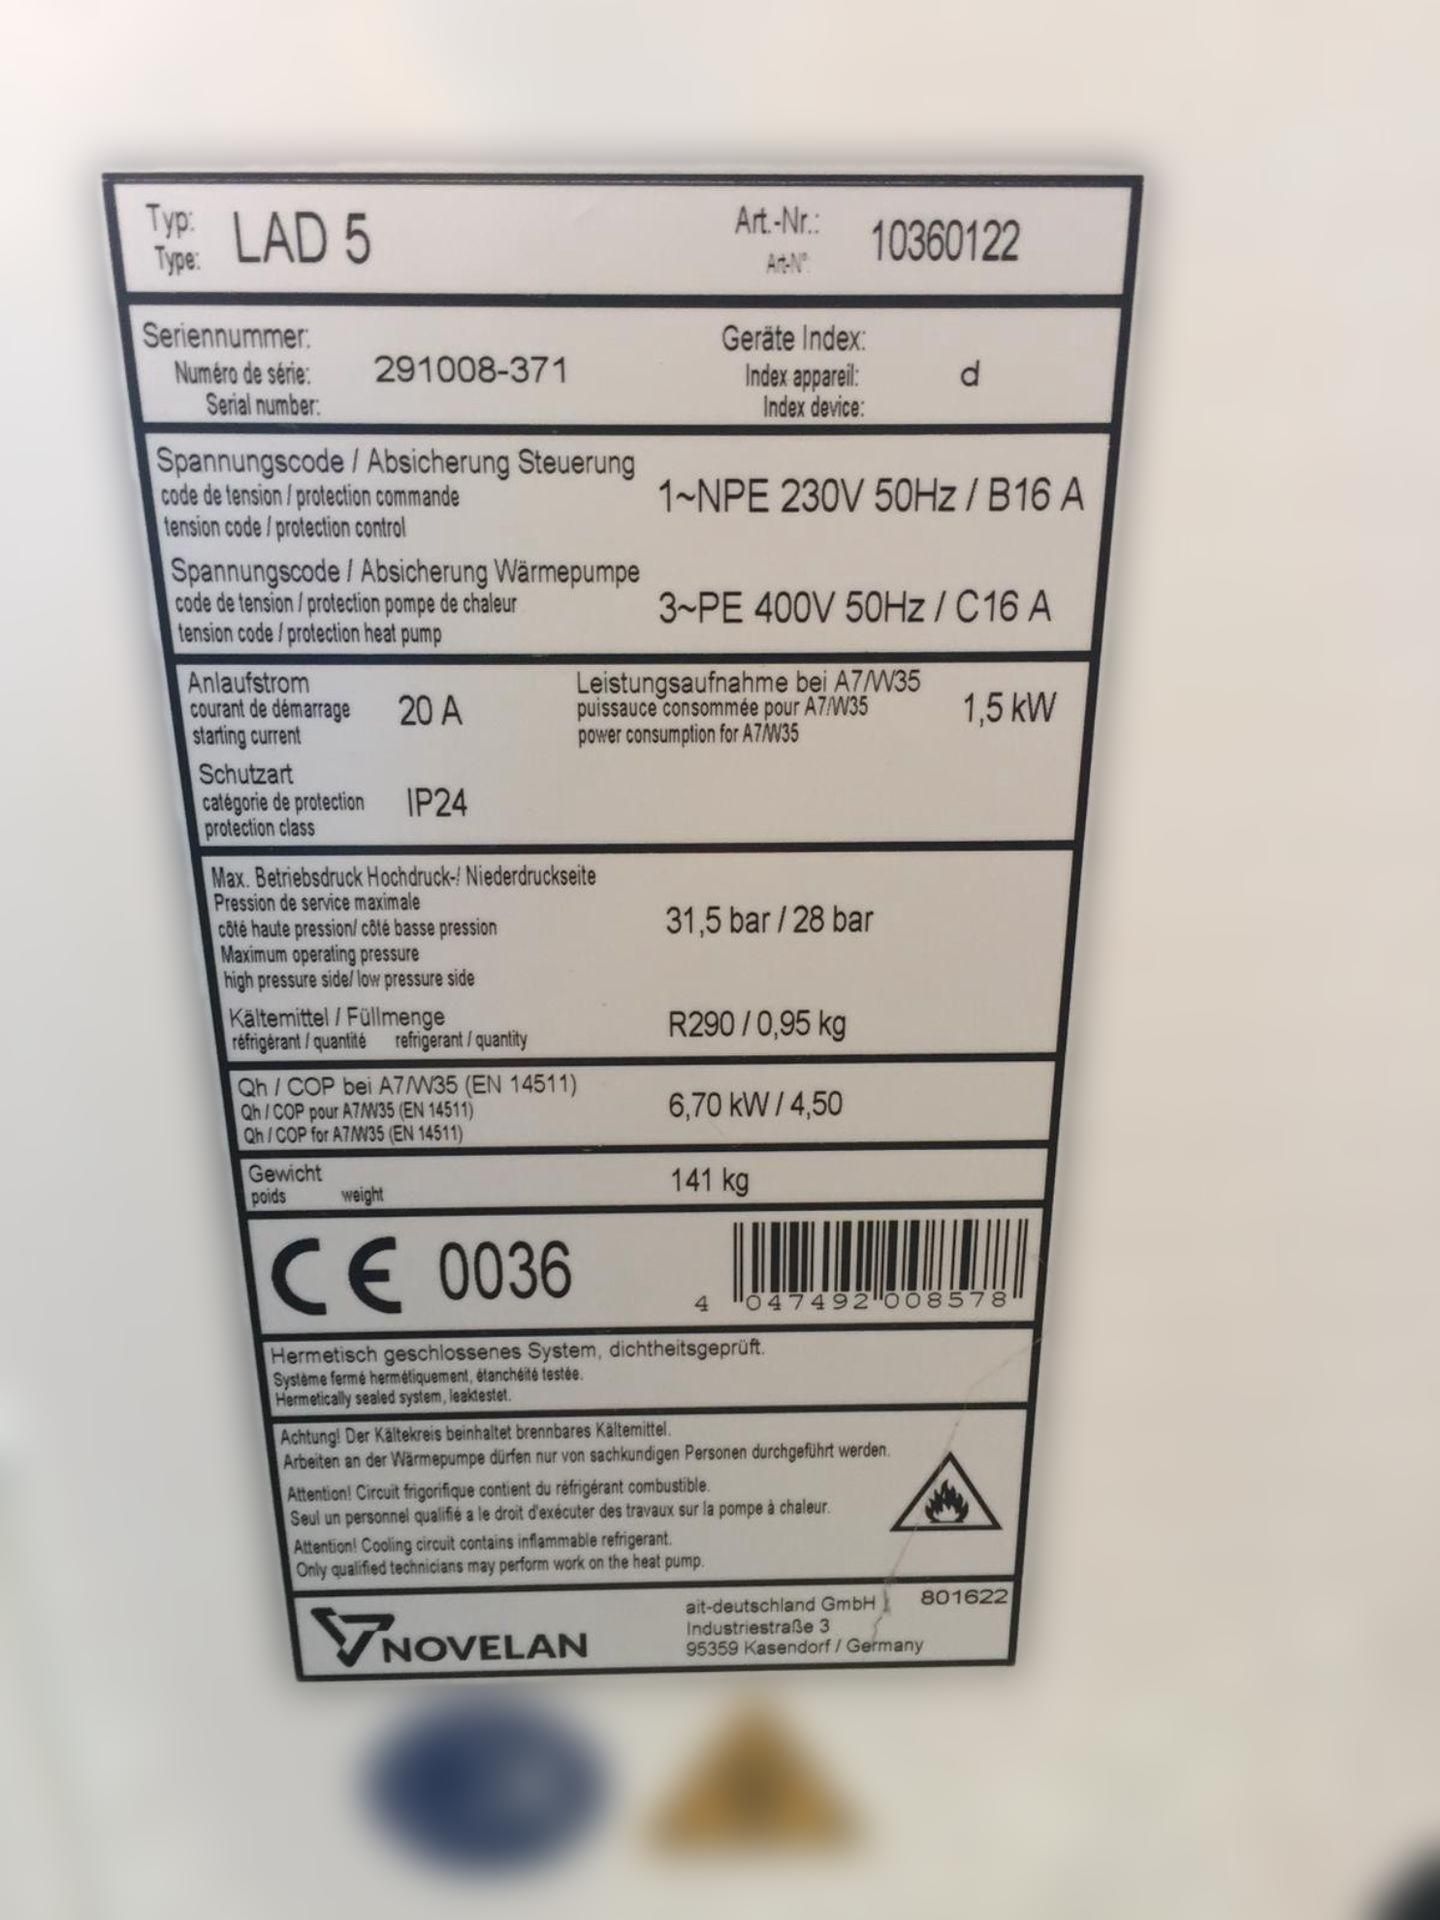 Typ: LAD 5 Art.-Nr.: 10360122
Type: Art-N°:
Seriennummer: Geräte Index:
Numéro de série: 291008-371 Index appareil: d
Serial number: Index device:
Spannungscode / Absicherung Steuerung
code de tension / protection commande 1~NPE 230V 50Hz / B16 A
tension code / protection control
Spannungscode / Absicherung Wärmepumpe
code de tension / protection pompe de chaleur 3~PE 400V 50Hz / C16 A
tension code / protection heat pump
Anlaufstrom Leistungsaufnahme bei A7/W35
courant de démarrage 20 A puissauce consommée pour A7/W35 1,5 kW
starting current power consumption for A7/W35
Schutzart
catégorie de protection IP24
protection class
Max. Betriebsdruck Hochdruck-/ Niederdruckseite
Pression de service maximale
côté haute pression/ côté basse pression 31,5 bar / 28 bar
Maximum operating pressure
high pressure side/ low pressure side
Kältemittel / Füllmenge R290 / 0,95 kg
réfrigérant / quantité refrigerant / quantity
Qh / COP bei A7/W35 (EN 14511)
Qh / COP pour A7/W35 (EN 14511) 6,70 kW / 4,50
Qh / COP for A7/W35 (EN 14511)
Gewicht 141 kg
poids weight
CE 0036
4 047492 008578
Hermetisch geschlossenes System, dichtheitsgeprüft.
Système fermé hermétiquement, étanchéité testée.
Hermetically sealed system, leaktestet.
Achtung! Der Kältekreis beinhaltet brennbares Kältemittel.
Arbeiten an der Wärmepumpe dürfen nur von sachkundigen Personen durchgeführt werden.
Attention! Circuit frigorifique contient du réfrigérant combustible.
Seul un personnel qualifié a le droit d'exécuter des travaux sur la pompe à chaleur.
Attention! Cooling circuit contains inflammable refrigerant.
Only qualified technicians may perform work on the heat pump.
NOVELAN
ait-deutschland GmbH 801622
Industriestraße 3
95359 Kasendorf / Germany